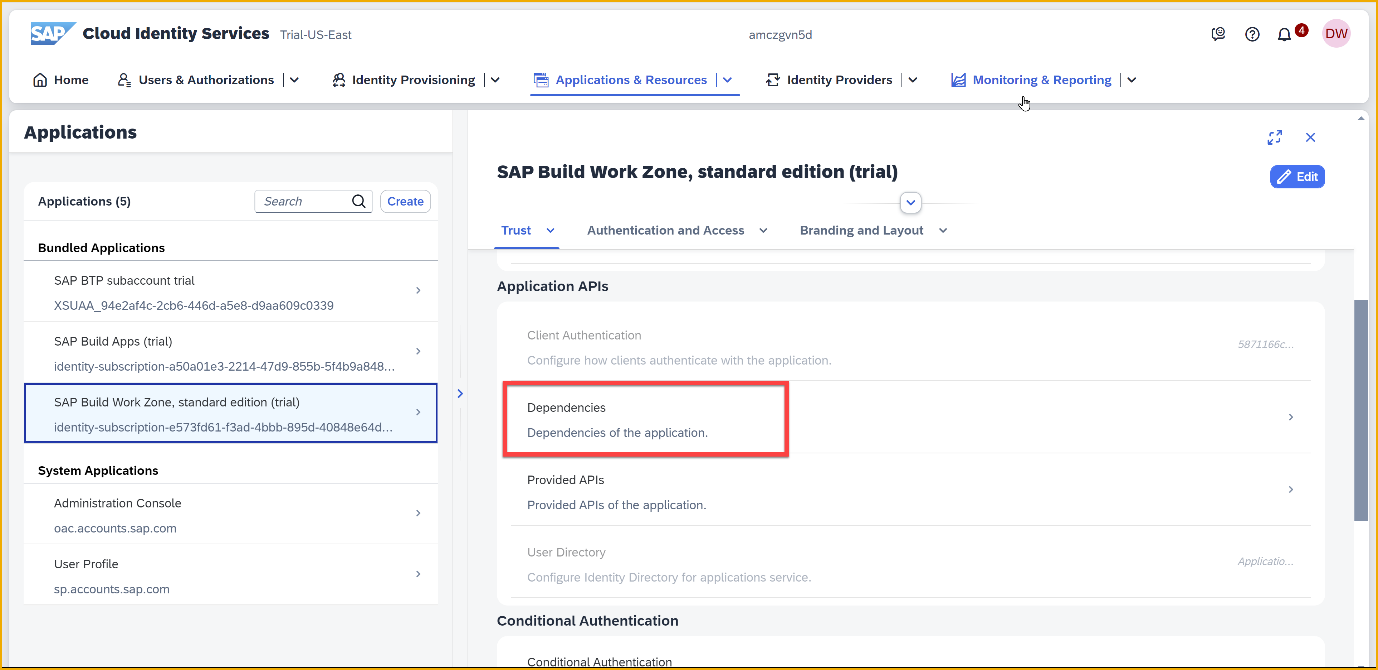 SAP Cloud Identity Services Trial-US-East
amczgvn5d
4
DW
Home
Users & Authorizations
Identity Provisioning
Applications & Resources
Identity Providers
Monitoring & Reporting
Applications
Applications (5)
Search
Create
Bundled Applications
SAP BTP subaccount trial
XSUAA_94e2af4c-2cb6-446d-a5e8-d9aa609c0339
SAP Build Apps (trial)
identity-subscription-a50a01e3-2214-47d9-855b-5f4b9a848...
SAP Build Work Zone, standard edition (trial)
identity-subscription-e573fd61-f3ad-4bbb-895d-40848e64d...
System Applications
Administration Console
oac.accounts.sap.com
User Profile
sp.accounts.sap.com
SAP Build Work Zone, standard edition (trial)
Edit
Trust
Authentication and Access
Branding and Layout
Application APIs
Client Authentication
5871166c...
Configure how clients authenticate with the application.
Dependencies
Dependencies of the application.
Provided APIs
Provided APIs of the application.
User Directory
Applicatio...
Configure Identity Directory for applications service.
Conditional Authentication
Conditional Authentication